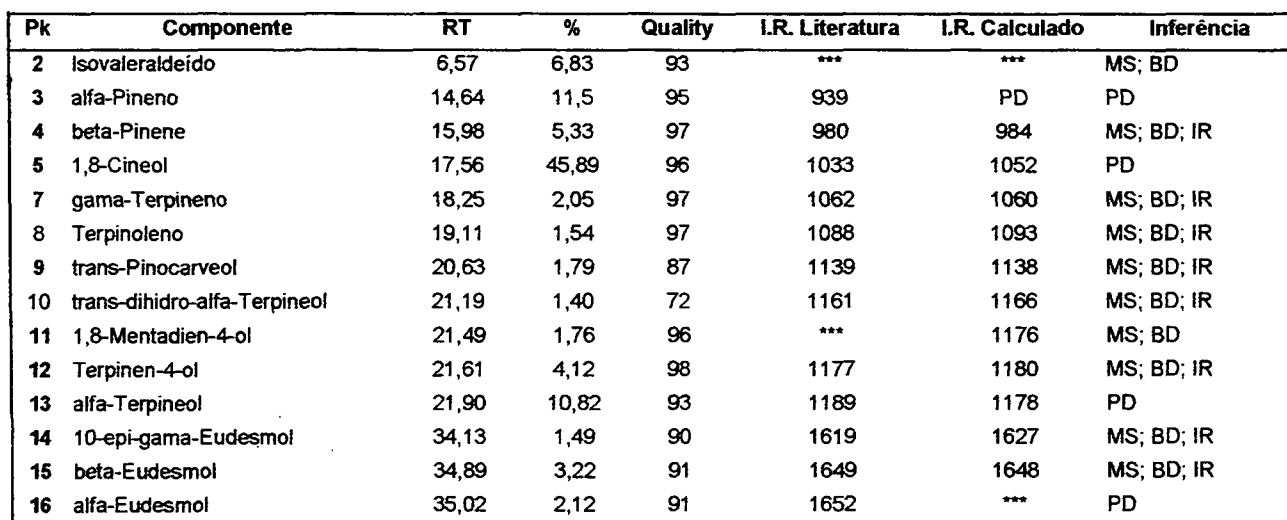 Pk Componente RT % Quality I.R. Literatura I.R. Calculado Inferência
2 Isovaleraldeído 6,57 6,83 93 *** *** MS; BD
3 alfa-Pineno 14,64 11,5 95 939 PD PD
4 beta-Pinene 15,98 5,33 97 980 984 MS; BD; IR
5 1,8-Cineol 17,56 45,89 96 1033 1052 PD
7 gama-Terpineno 18,25 2,05 97 1062 1060 MS; BD; IR
8 Terpinoleno 19,11 1,54 97 1088 1093 MS; BD; IR
9 trans-Pinocarveol 20,63 1,79 87 1139 1138 MS; BD; IR
10 trans-dihidro-alfa-Terpineol 21,19 1,40 72 1161 1166 MS; BD; IR
11 1,8-Mentadien-4-ol 21,49 1,76 96 *** 1176 MS; BD
12 Terpinen-4-ol 21,61 4,12 98 1177 1180 MS; BD; IR
13 alfa-Terpineol 21,90 10,82 93 1189 1178 PD
14 10-epi-gama-Eudesmol 34,13 1,49 90 1619 1627 MS; BD; IR
15 beta-Eudesmol 34,89 3,22 91 1649 1648 MS; BD; IR
16 alfa-Eudesmol 35,02 2,12 91 1652 *** PD